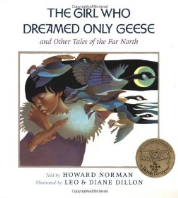 THE GIRL WHO
DREAMED ONLY GEESE
and Other Tales of the Far North
Told by HOWARD NORMAN
Illustrated by LEO & DIANE DILLON